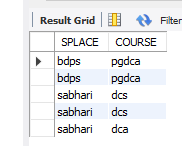 Result Grid Filter
SPLACE COURSE
bdps pgdca
bdps pgdca
sabhari dcs
sabhari dcs
sabhari dca